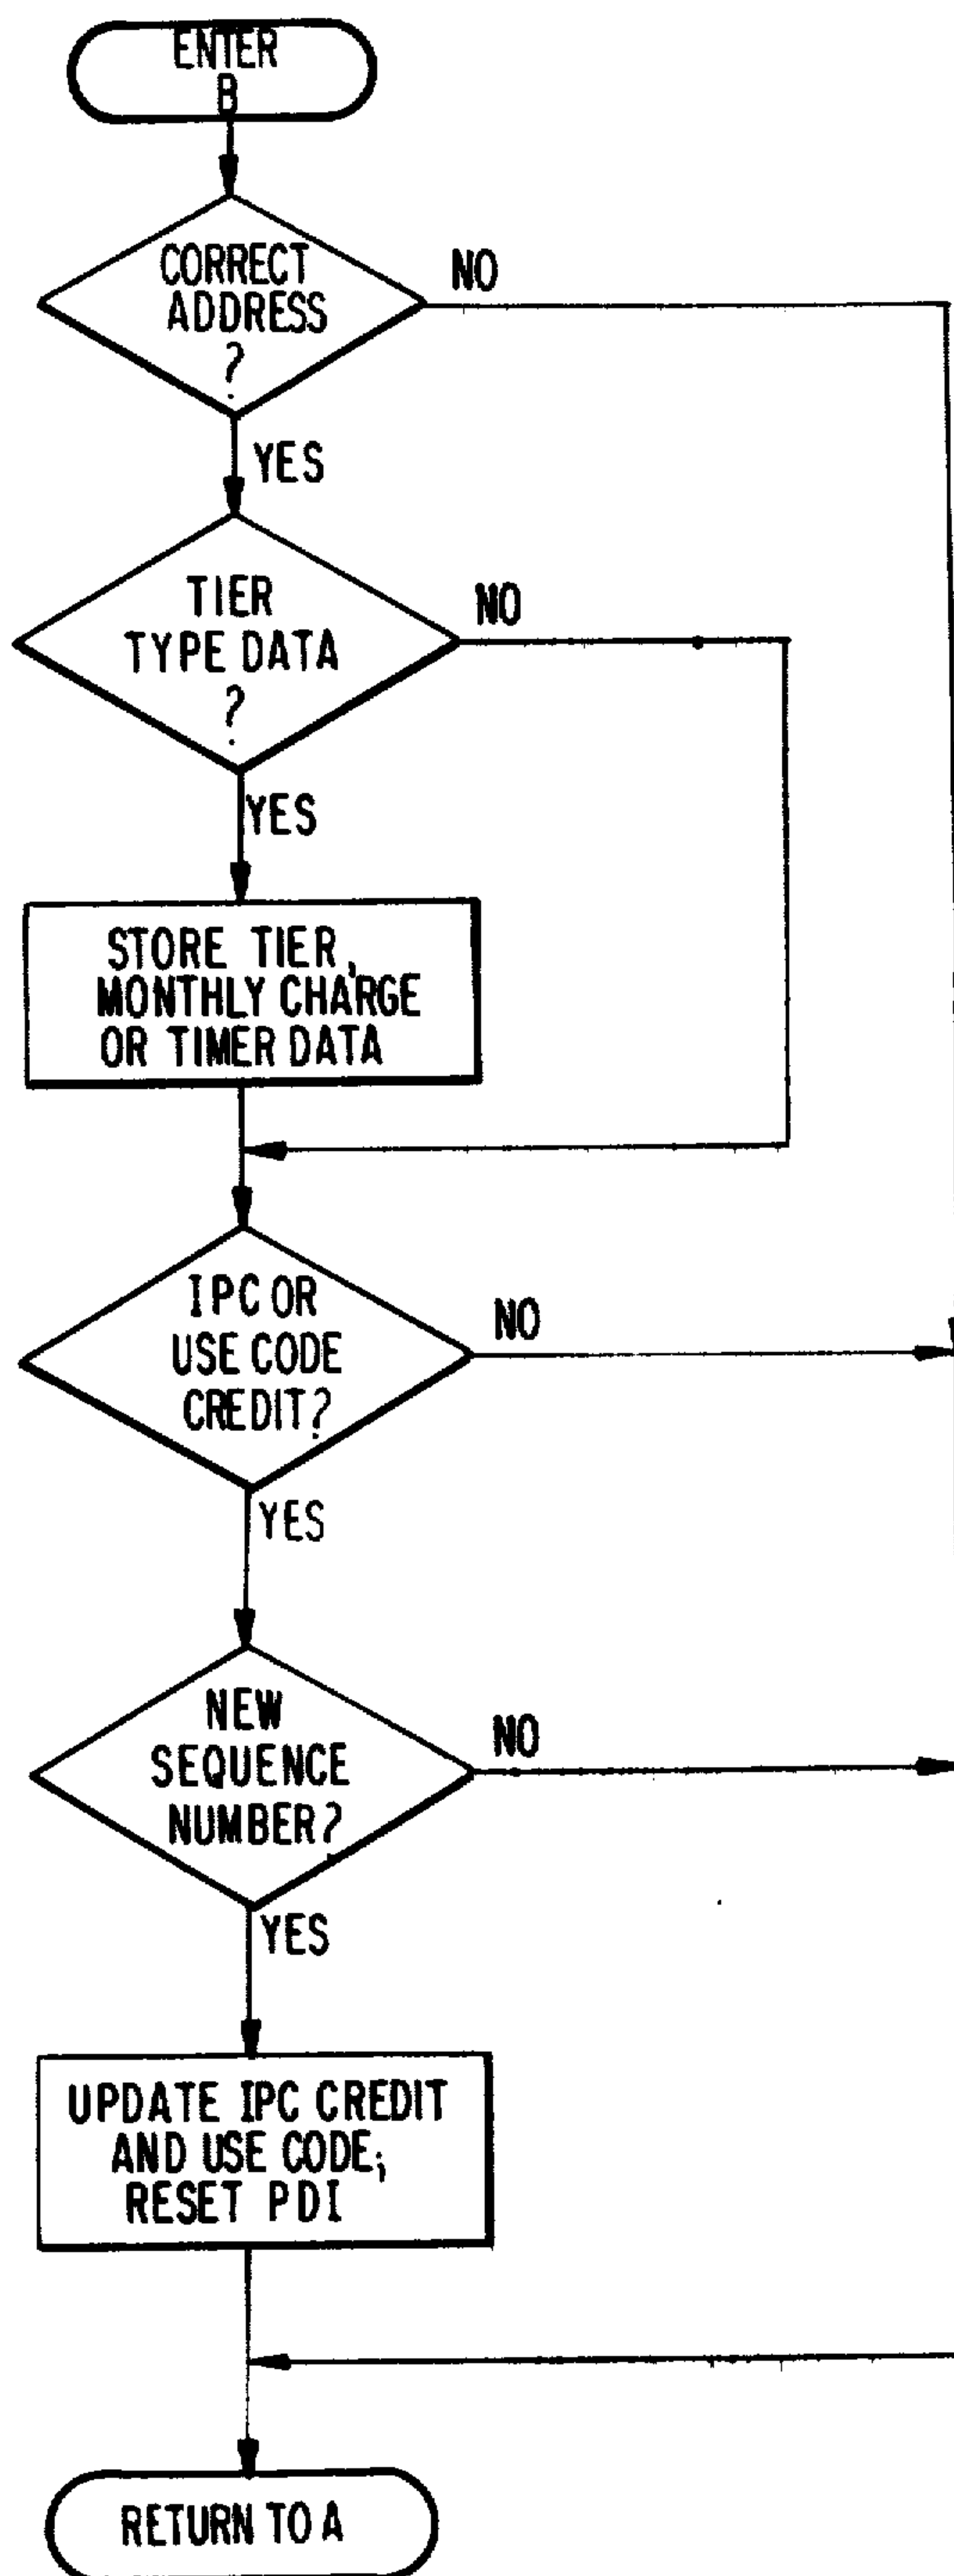 ENTER
B
CORRECT
ADDRESS
?
NO
YES
TIER
TYPE DATA
?
NO
YES
STORE TIER,
MONTHLY CHARGE
OR TIMER DATA
IPC OR
USE CODE
CREDIT?
NO
YES
NEW
SEQUENCE
NUMBER?
NO
YES
UPDATE IPC CREDIT
AND USE CODE;
RESET PDI
RETURN TO A